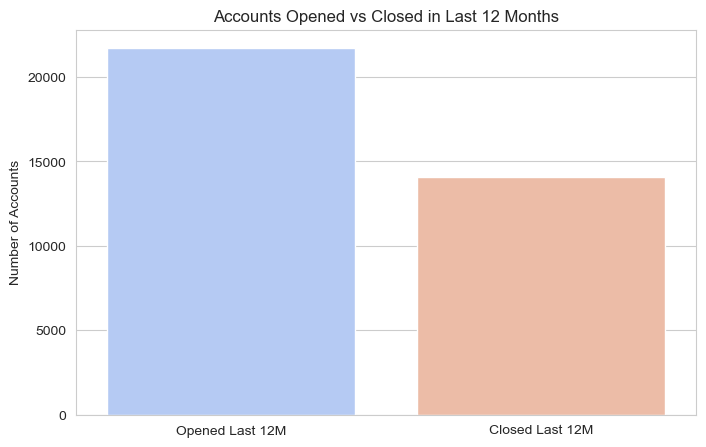 Accounts Opened vs Closed in Last 12 Months
Number of Accounts
20000
15000
10000
5000
0
Opened Last 12M
Closed Last 12M